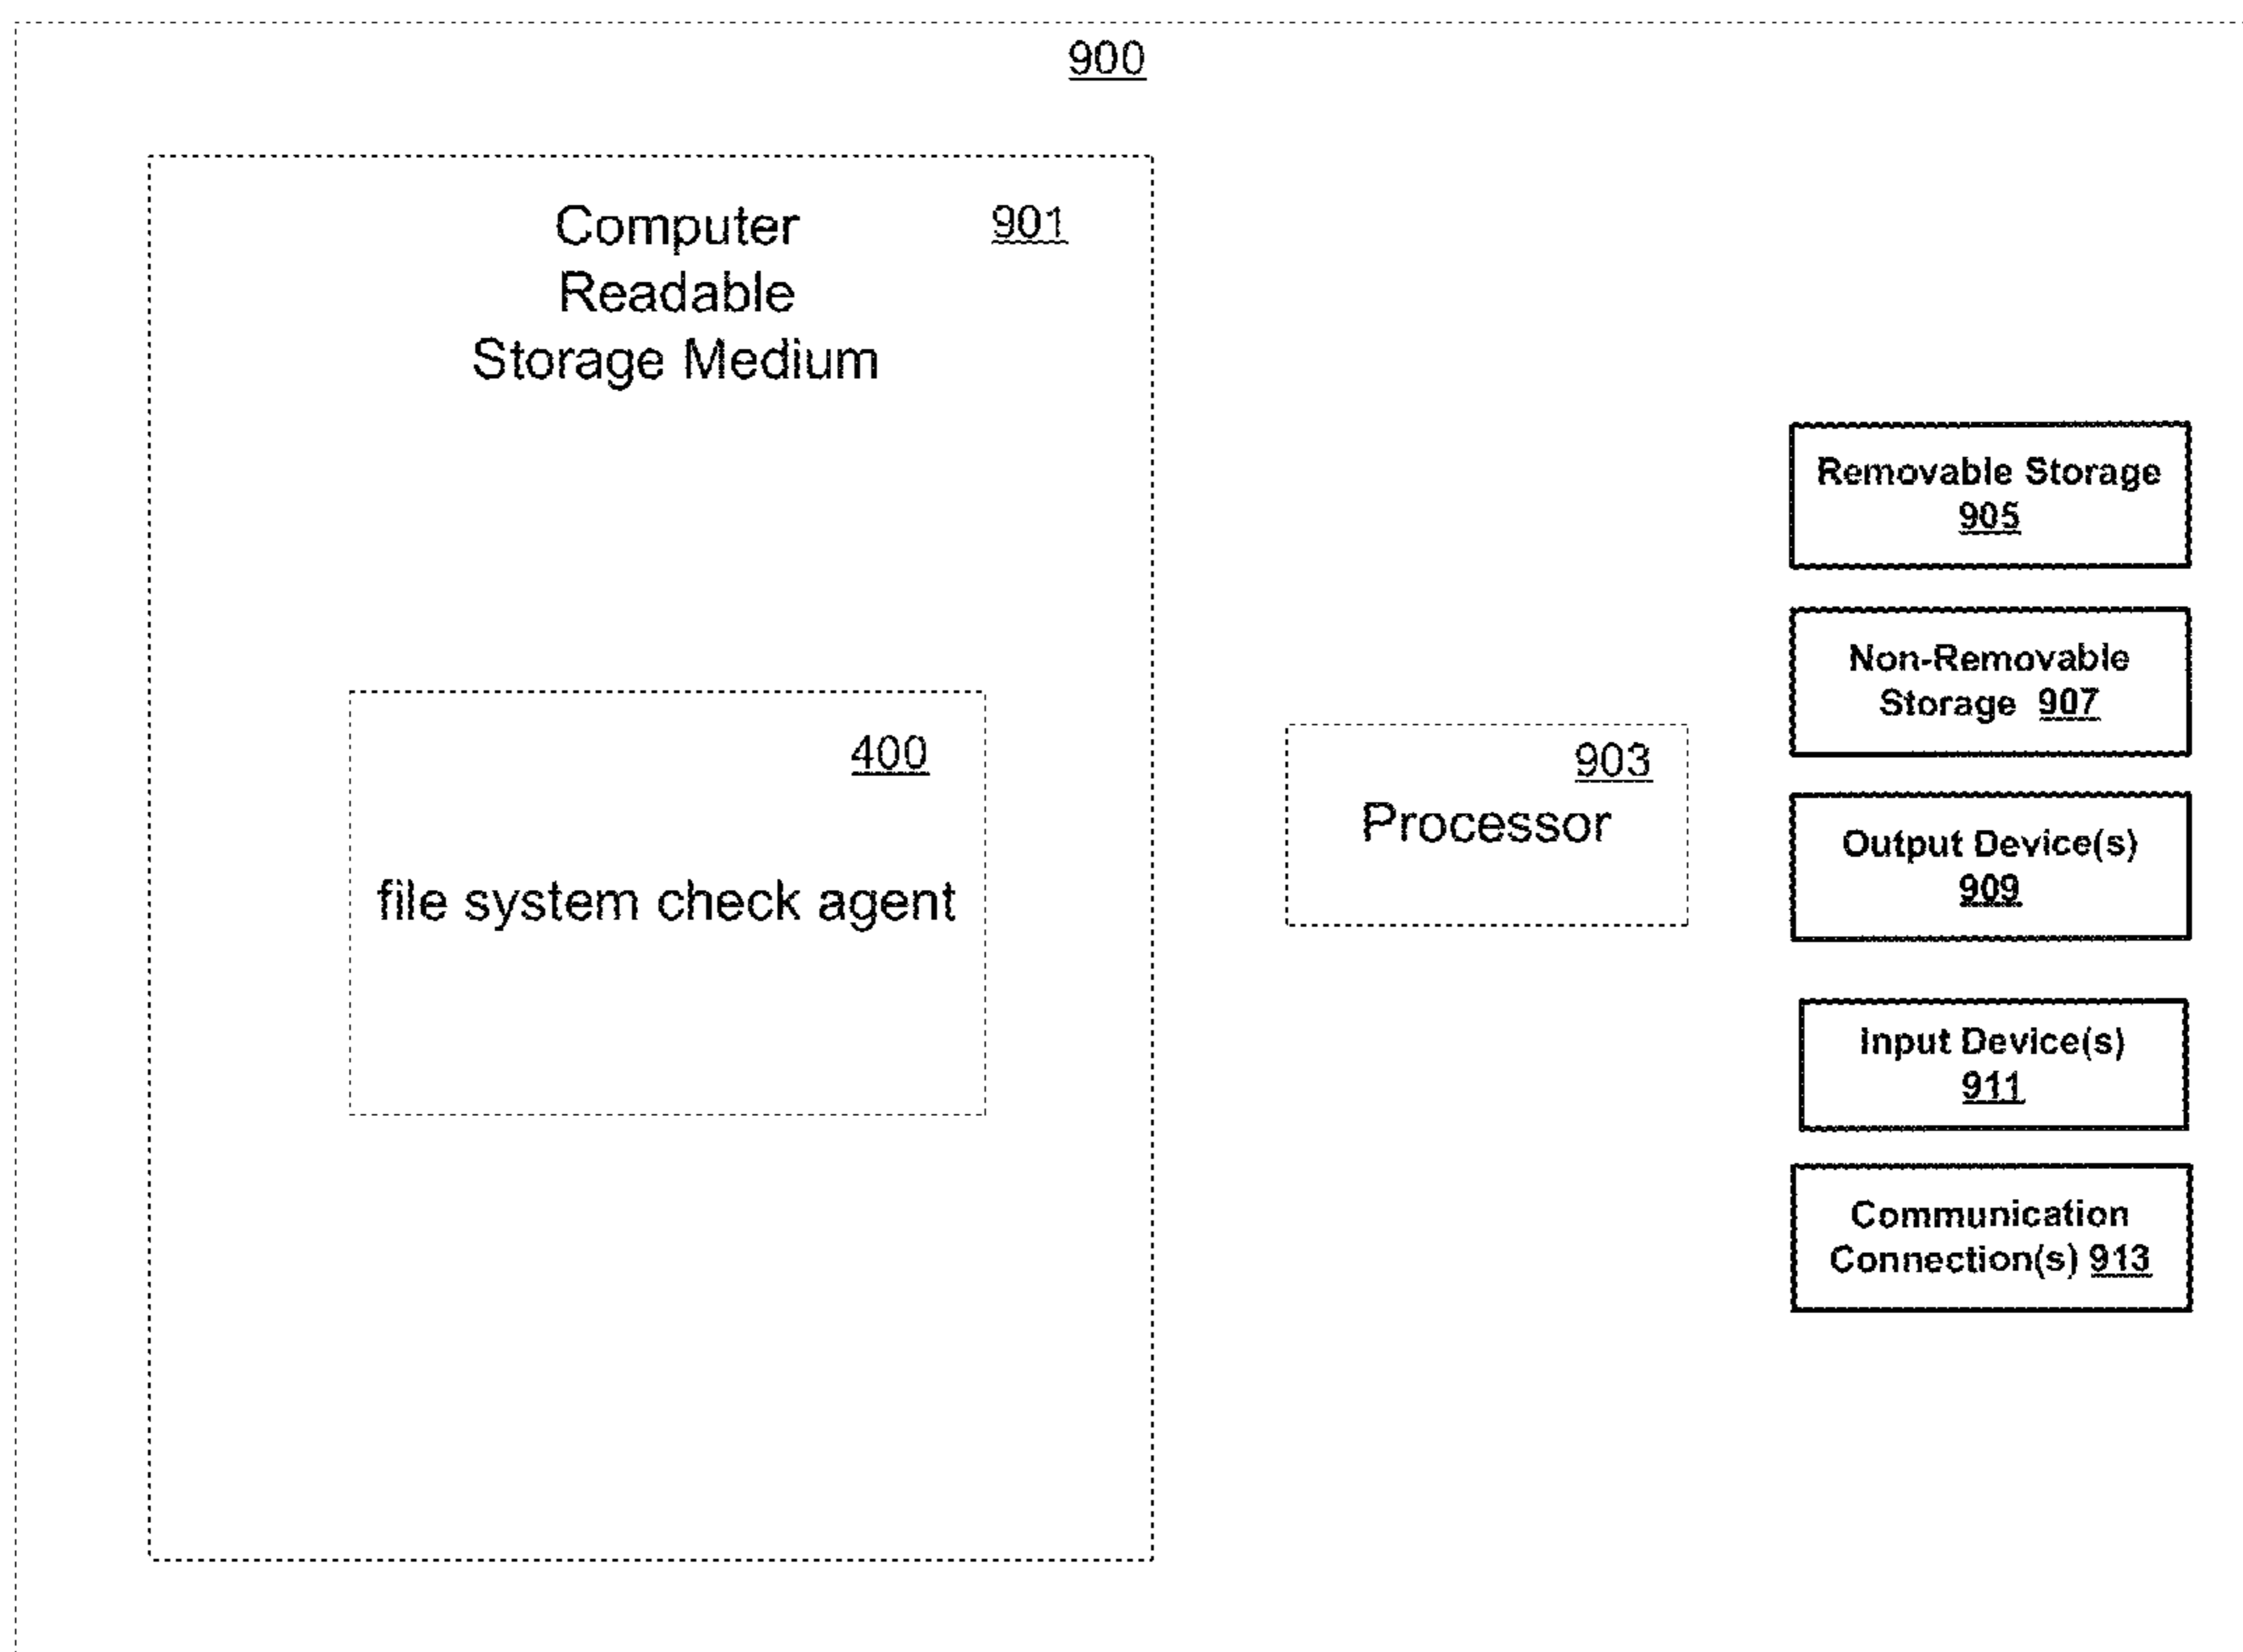 900
Computer 901
Readable
Storage Medium
400
file system check agent
903
Processor
Removable Storage
905
Non-Removable
Storage 907
Output Device(s)
909
Input Device(s)
911
Communication
Connection(s) 913